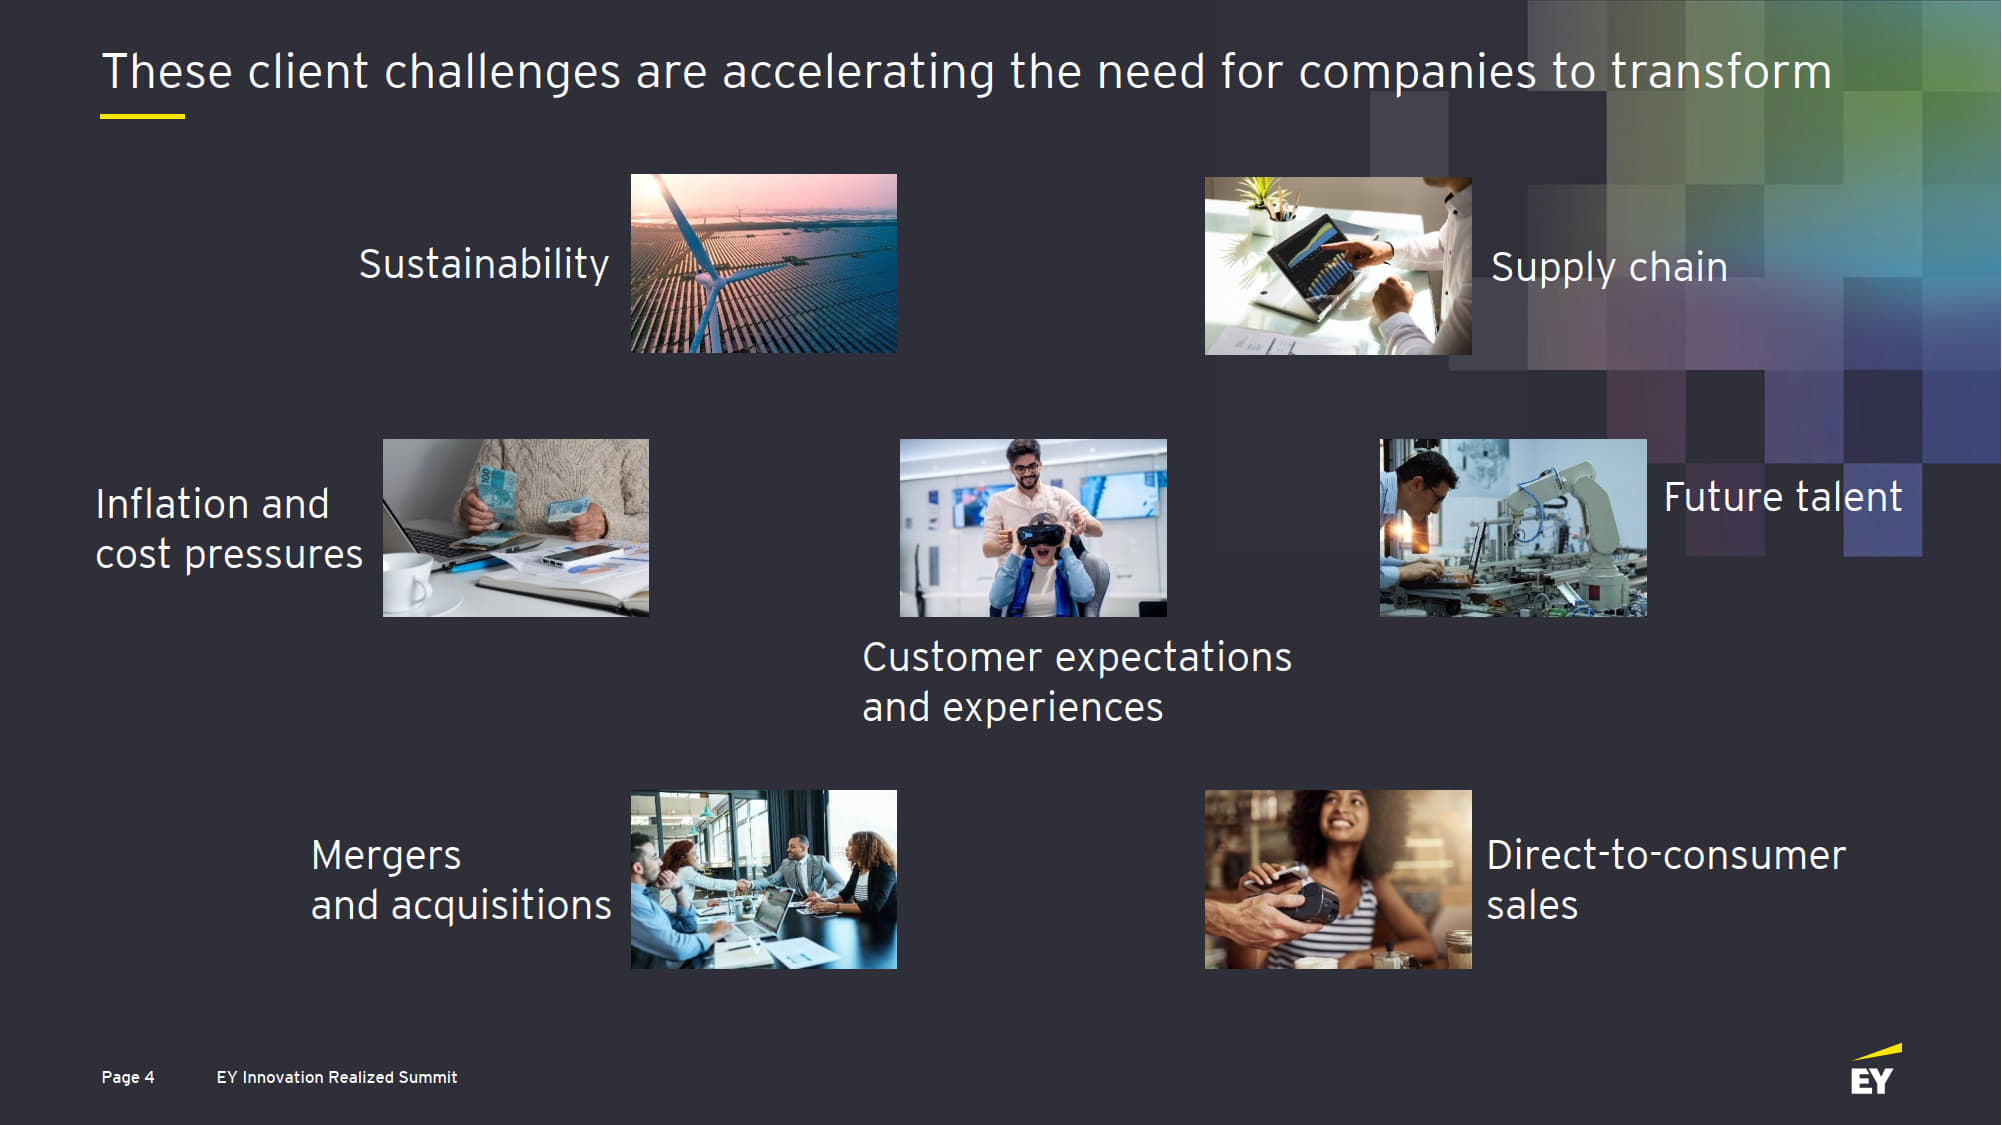 These client challenges are accelerating the need for companies to transform
Sustainability
Supply chain
Inflation and
cost pressures
Customer expectations
and experiences
Future talent
Mergers
and acquisitions
Direct-to-consumer
sales
Page 4
EY Innovation Realized Summit
EY